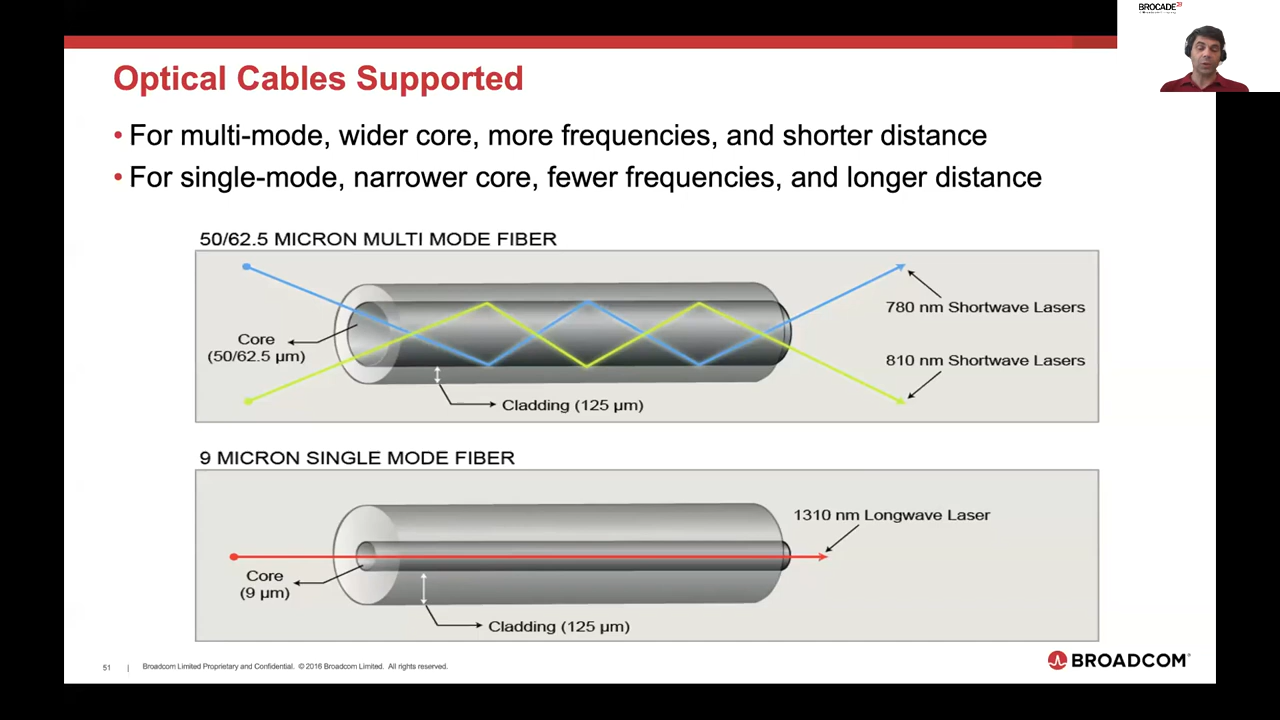 BROCADE
Optical Cables Supported
• For multi-mode, wider core, more frequencies, and shorter distance
• For single-mode, narrower core, fewer frequencies, and longer distance
50/62.5 MICRON MULTI MODE FIBER
780 nm Shortwave Lasers
Core
(50/62.5 µm)
810 nm Shortwave Lasers
Cladding (125 µm)
9 MICRON SINGLE MODE FIBER
1310 nm Longwave Laser
Core
(9 µm)
Cladding (125 µm)
51 | Broadcom Limited Proprietary and Confidential. © 2016 Broadcom Limited. All rights reserved.
BROADCOM®